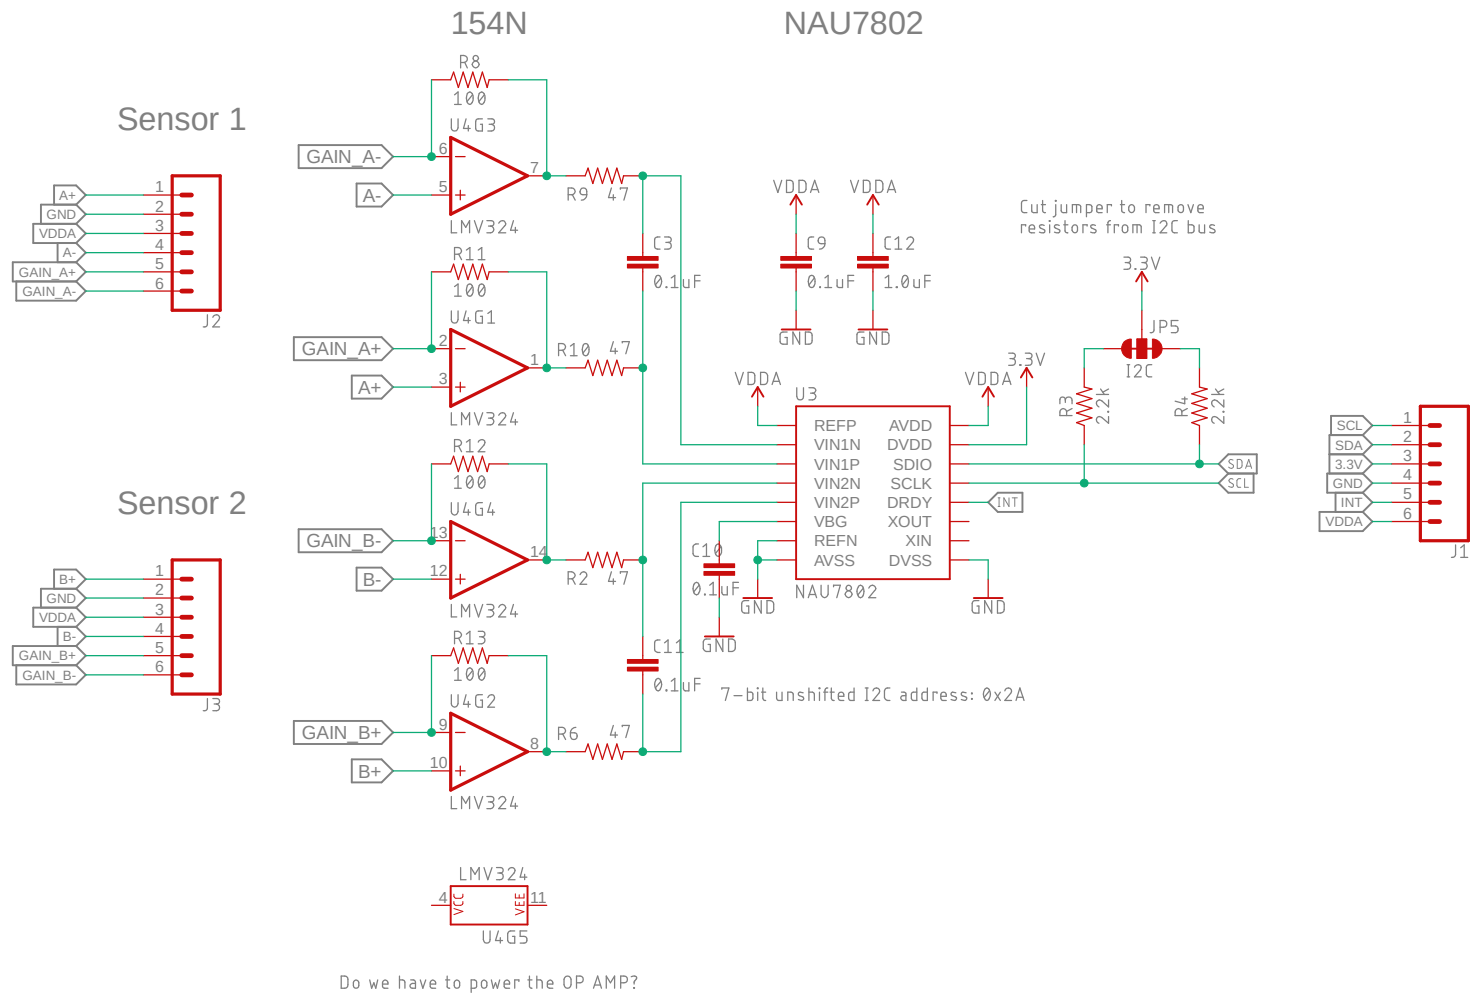 154N
NAU7802
Sensor 1
A+
GND
VDDA
A-
GAIN_A+
GAIN_A-
1
2
3
4
5
6
J2
Sensor 2
B+
GND
VDDA
B-
GAIN_B+
GAIN_B-
1
2
3
4
5
6
J3
R8
100
U4G3
GAIN_A-
6
A-
5
7
LMV324
R9
47
R11
100
U4G1
GAIN_A+
2
A+
3
1
LMV324
R10
47
C3
0.1uF
R12
100
U4G4
GAIN_B-
13
B-
12
14
LMV324
R2
47
R13
100
U4G2
GAIN_B+
9
B+
10
8
LMV324
R6
47
C11
0.1uF
LMV324
4
VCC
VEE
11
U4G5
Do we have to power the OP AMP?
VDDA
C9
0.1uF
GND
VDDA
C12
1.0uF
GND
VDDA
U3
REFP
VIN1N
VIN1P
VIN2N
VIN2P
VBG
REFN
AVSS
AVDD
DVDD
SDIO
SCLK
DRDY
XOUT
XIN
DVSS
NAU7802
C10
0.1uF
GND
GND
GND
VDDA
3.3V
INT
7-bit unshifted I2C address: 0x2A
Cut jumper to remove
resistors from I2C bus
3.3V
JP5
I2C
R3
2.2k
R4
2.2k
SDA
SCL
SCL
SDA
3.3V
GND
INT
VDDA
1
2
3
4
5
6
J1